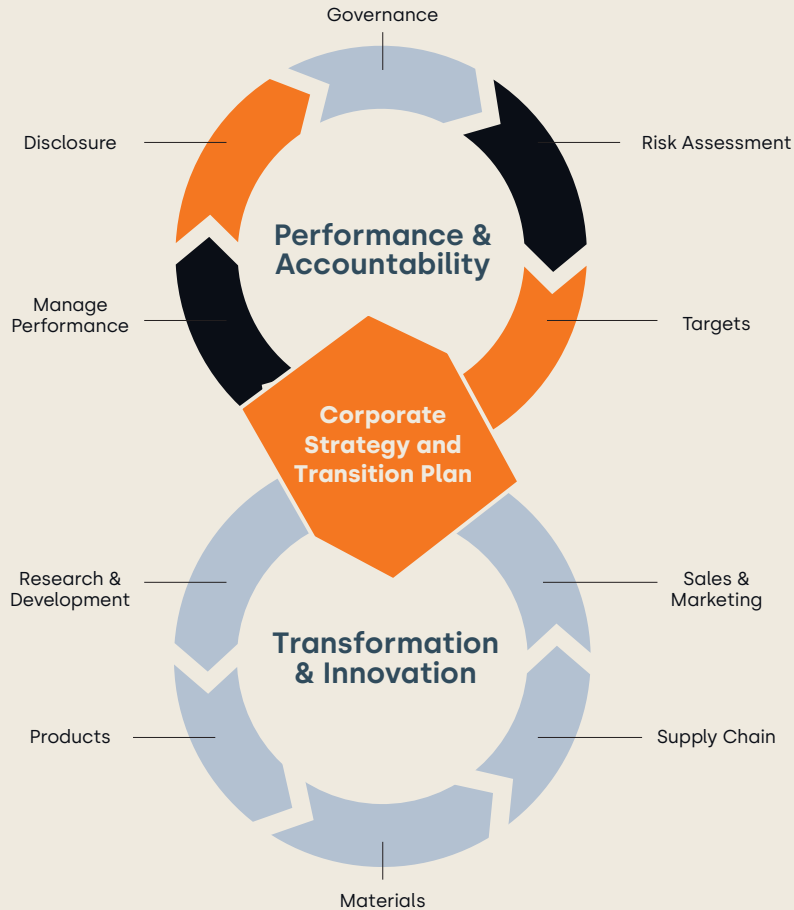 Governance
Disclosure
Risk Assessment
Performance &
Accountability
Manage
Performance
Targets
Corporate
Strategy and
Transition Plan
Research &
Development
Sales &
Marketing
Transformation
& Innovation
Products
Supply Chain
Materials